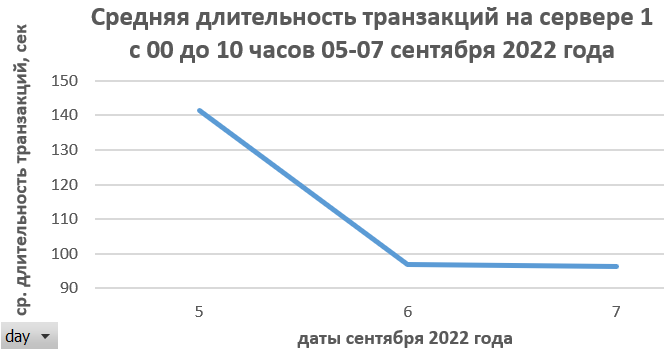 Средняя длительность транзакций на сервере 1
с 00 до 10 часов 05-07 сентября 2022 года
ср. длительность транзакций, сек
150
140
130
120
110
100
90
5 6 7
даты сентября 2022 года
day